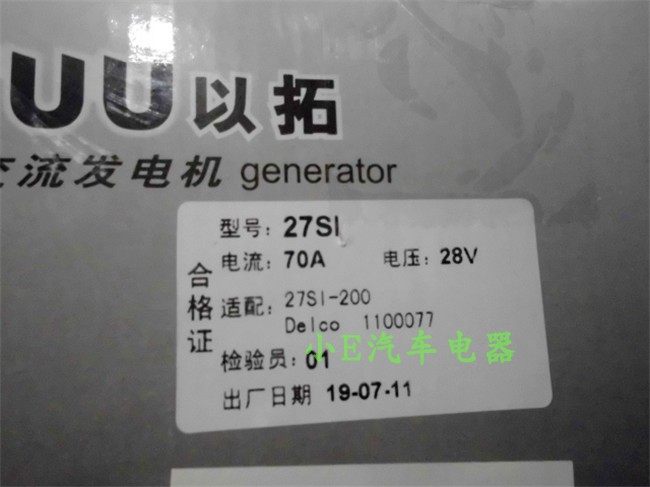 UUU以拓
交流发电机 generator
型号: 27SI
电流: 70A 电压: 28V
合格证
适配: 27SI-200
Delco 1100077
小E汽车电器
检验员: 01
出厂日期 19-07-11